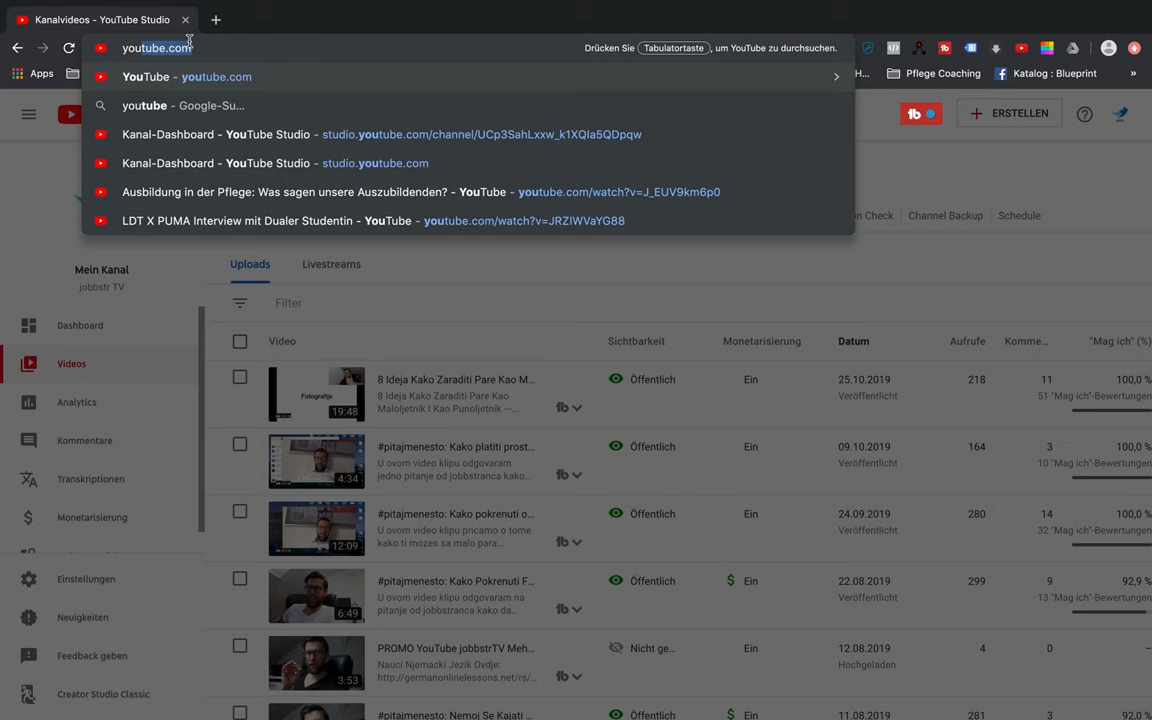 Kanalvideos - YouTube Studio
youtube.com
Drücken Sie Tabulatortaste, um YouTube zu durchsuchen.
YouTube - youtube.com
Apps
H...
Pflege Coaching
Katalog : Blueprint
»
youtube - Google-Su...
ERSTELLEN
Kanal-Dashboard - YouTube Studio - studio.youtube.com/channel/UCp3SahLxxw_k1XQla5QDpqw
Kanal-Dashboard - YouTube Studio - studio.youtube.com
Ausbildung in der Pflege: Was sagen unsere Auszubildenden? - YouTube - youtube.com/watch?v=J_EUV9km6p0
LDT X PUMA Interview mit Dualer Studentin - YouTube - youtube.com/watch?v=JRZIWVaYG88
on Check
Channel Backup
Schedule
Mein Kanal
jobbstr TV
Uploads
Livestreams
Filter
Dashboard
Videos
Analytics
Kommentare
Transkriptionen
Monetarisierung
Einstellungen
Neuigkeiten
Feedback geben
Creator Studio Classic
Video Sichtbarkeit Monetarisierung Datum Aufrufe Komme... "Mag ich" (%)
8 Ideja Kako Zaraditi Pare Kao M... Öffentlich Ein 25.10.2019 218 11 100,0 %
8 Ideja Kako Zaraditi Pare Kao Veröffentlicht 51 "Mag ich"-Bewertungen
Maloljetnik I Kao Punoljetnik —...
Fotografija
19:48
#pitajmenesto: Kako platiti prost... Öffentlich Ein 09.10.2019 164 3 100,0 %
U ovom video klipu odgovaram Veröffentlicht 10 "Mag ich"-Bewertungen
jedno pitanje od jobbstranca kako...
4:34
#pitajmenesto: kako pokrenuti o... Öffentlich Ein 24.09.2019 280 14 100,0 %
U ovom video klipu pricamo o tome Veröffentlicht 32 "Mag ich"-Bewertungen
kako ti mozes sa malo para...
12:09
#pitajmenesto: Kako Pokrenuti F... Öffentlich $ Ein 22.08.2019 299 9 92,9 %
U ovom video klipu odgovaram na Veröffentlicht 13 "Mag ich"-Bewertungen
pitanje od jobbstranca kako da...
6:49
PROMO YouTube jobbstrTV Meh... Nicht ge... Ein 12.08.2019 4 0 –
Nauci Njemacki Jezik Ovdje: Hochgeladen
http://germanonlinelessons.net/rs/...
3:53
#pitajmenesto: Nemoj Se Kajati Öffentlich $ Ein 11.08.2019 281 3 100,0 %